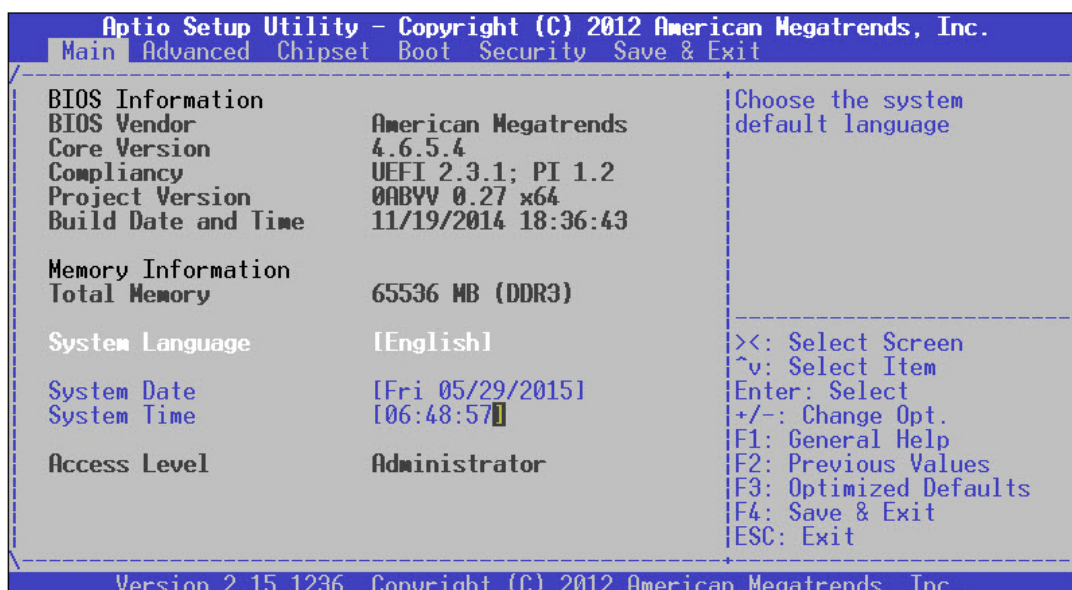 Aptio Setup Utility - Copyright (C) 2012 American Megatrends, Inc.
Main Advanced Chipset Boot Security Save & Exit
BIOS Information
BIOS Vendor American Megatrends
Core Version 4.6.5.4
Compliancy UEFI 2.3.1; PI 1.2
Project Version 0ABYV 0.27 x64
Build Date and Time 11/19/2014 18:36:43
Memory Information
Total Memory 65536 MB (DDR3)
System Language [English]
System Date [Fri 05/29/2015]
System Time [06:48:57]
Access Level Administrator
Choose the system
default language
><: Select Screen
^v: Select Item
Enter: Select
+/-: Change Opt.
F1: General Help
F2: Previous Values
F3: Optimized Defaults
F4: Save & Exit
ESC: Exit
Version 2.15.1236. Copyright (C) 2012 American Megatrends, Inc.